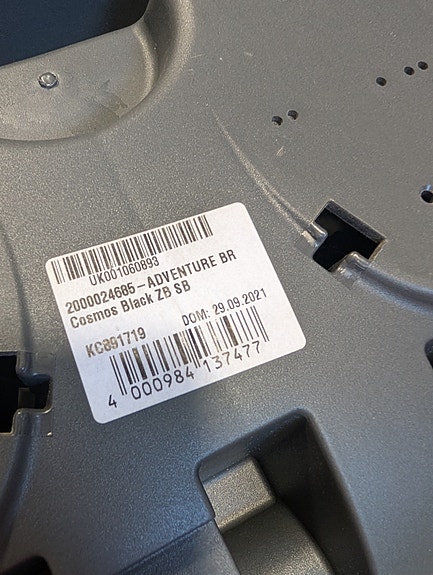 UK001060893
2000024685-ADVENTURE BR
Cosmos Black ZB SB
KC891719
DOM: 29.09.2021
4 000984 137477